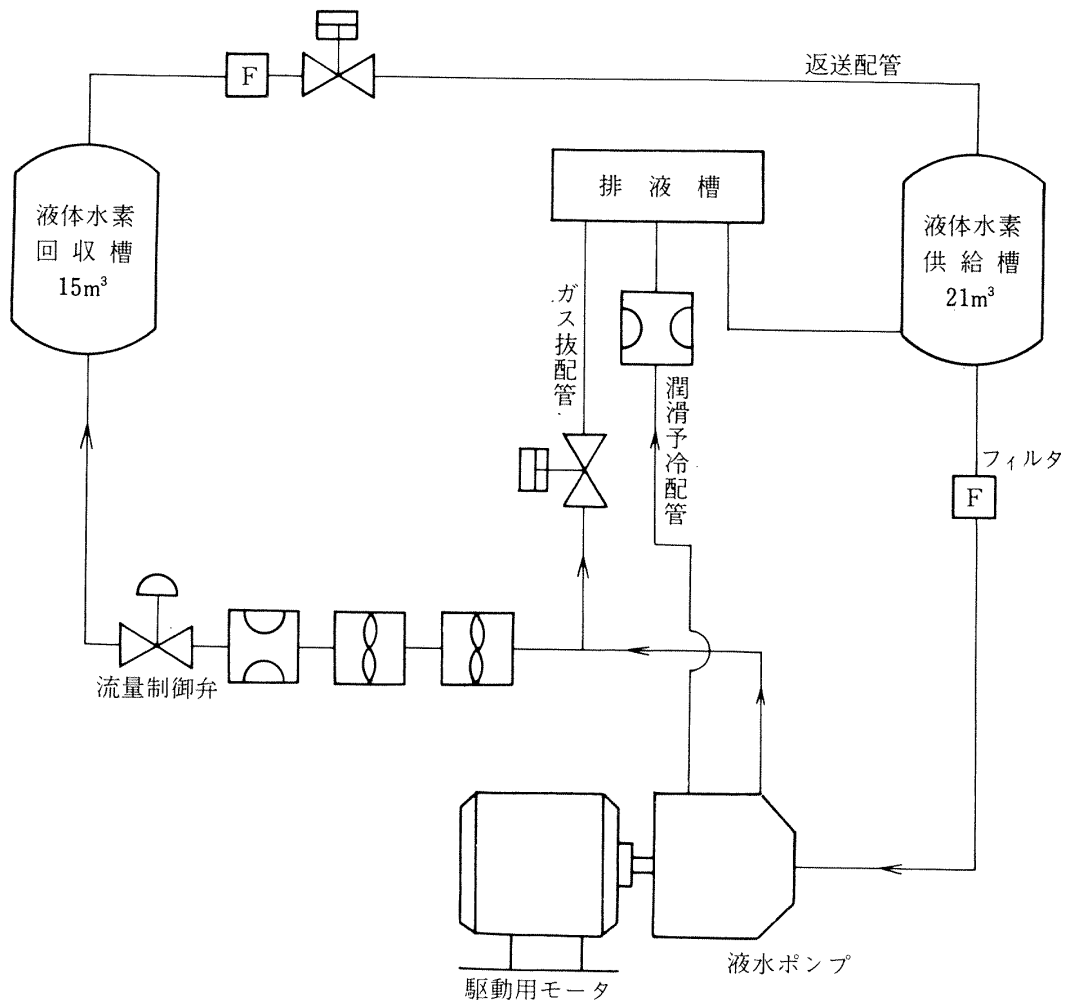 返送配管
F
排液槽
液体水素
回収槽
15m³
液体水素
供給槽
21m³
ガス抜配管
潤滑予冷配管
フィルタ
F
流量制御弁
液水ポンプ
駆動用モータ